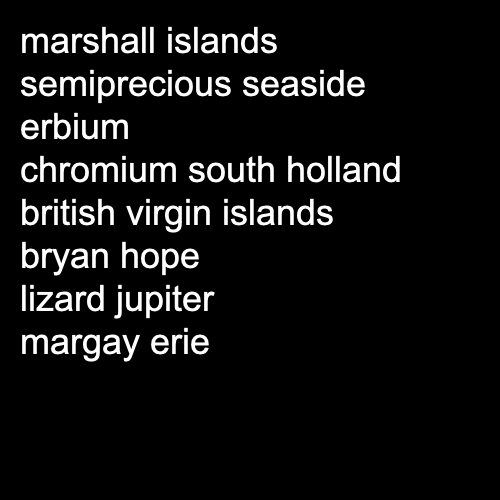 marshall islands
semiprecious seaside
erbium
chromium south holland
british virgin islands
bryan hope
lizard jupiter
margay erie